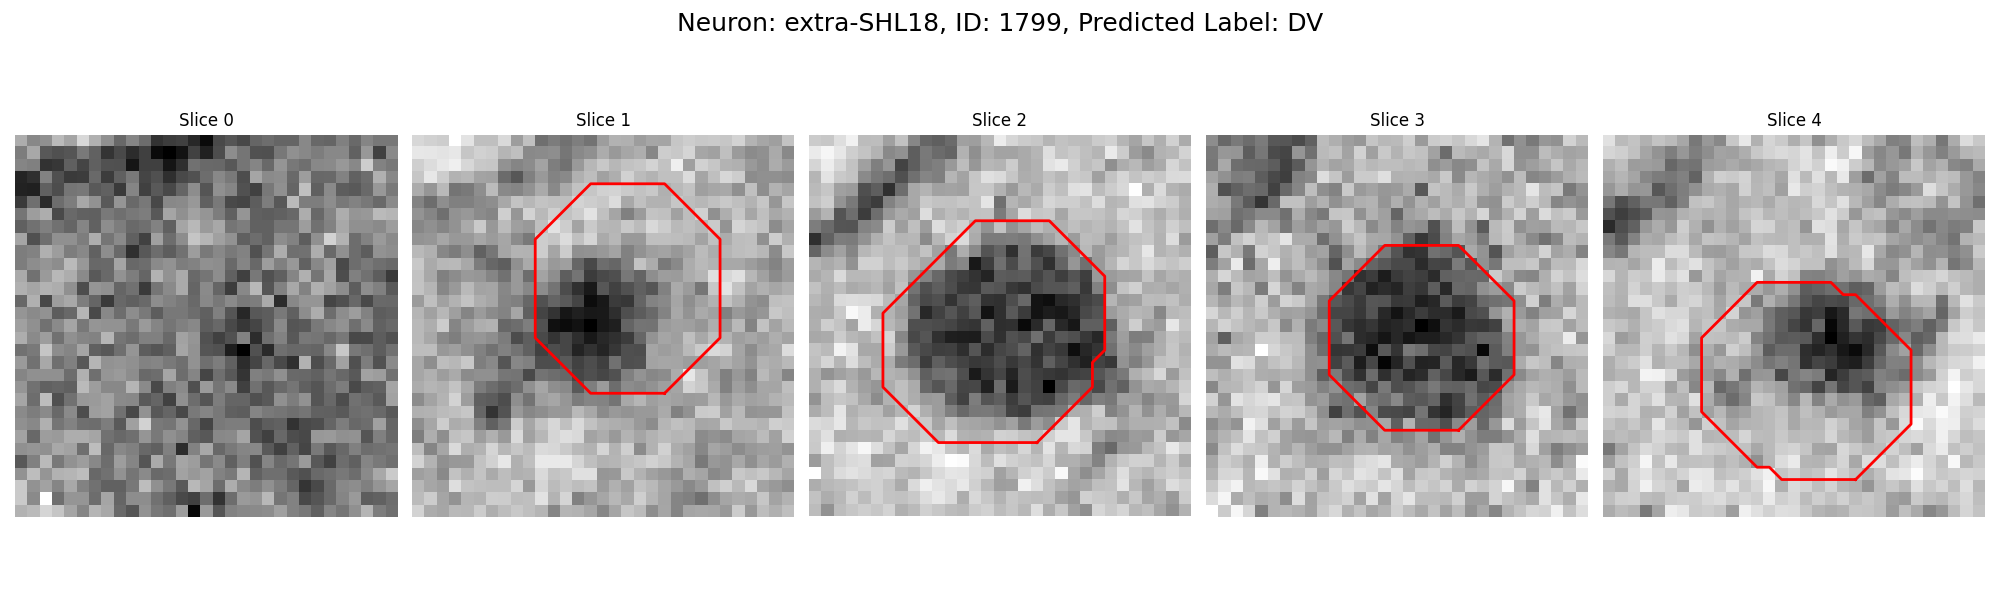 Neuron: extra-SHL18, ID: 1799, Predicted Label: DV
Slice 0
Slice 1
Slice 2
Slice 3
Slice 4